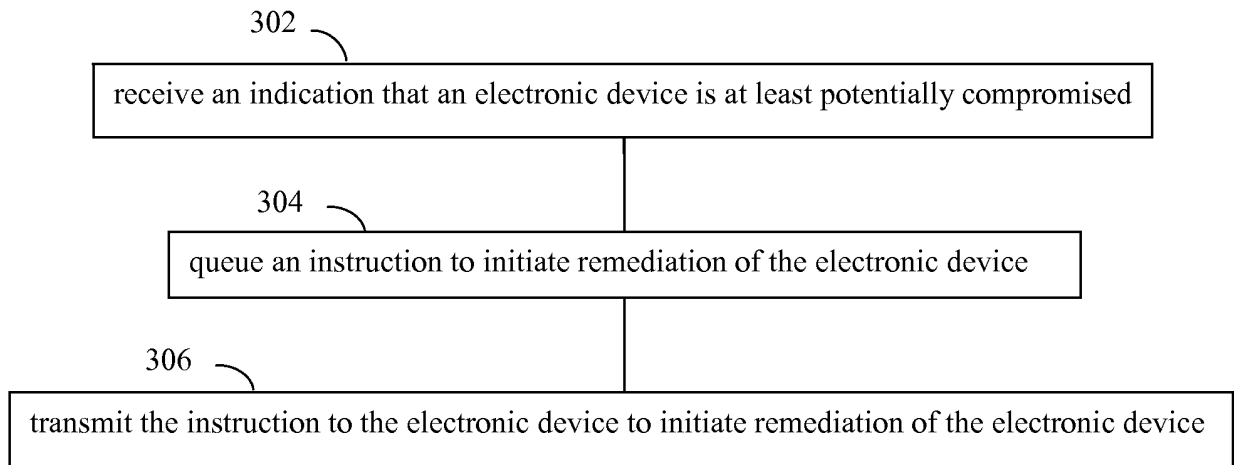 302
receive an indication that an electronic device is at least potentially compromised
304
queue an instruction to initiate remediation of the electronic device
306
transmit the instruction to the electronic device to initiate remediation of the electronic device